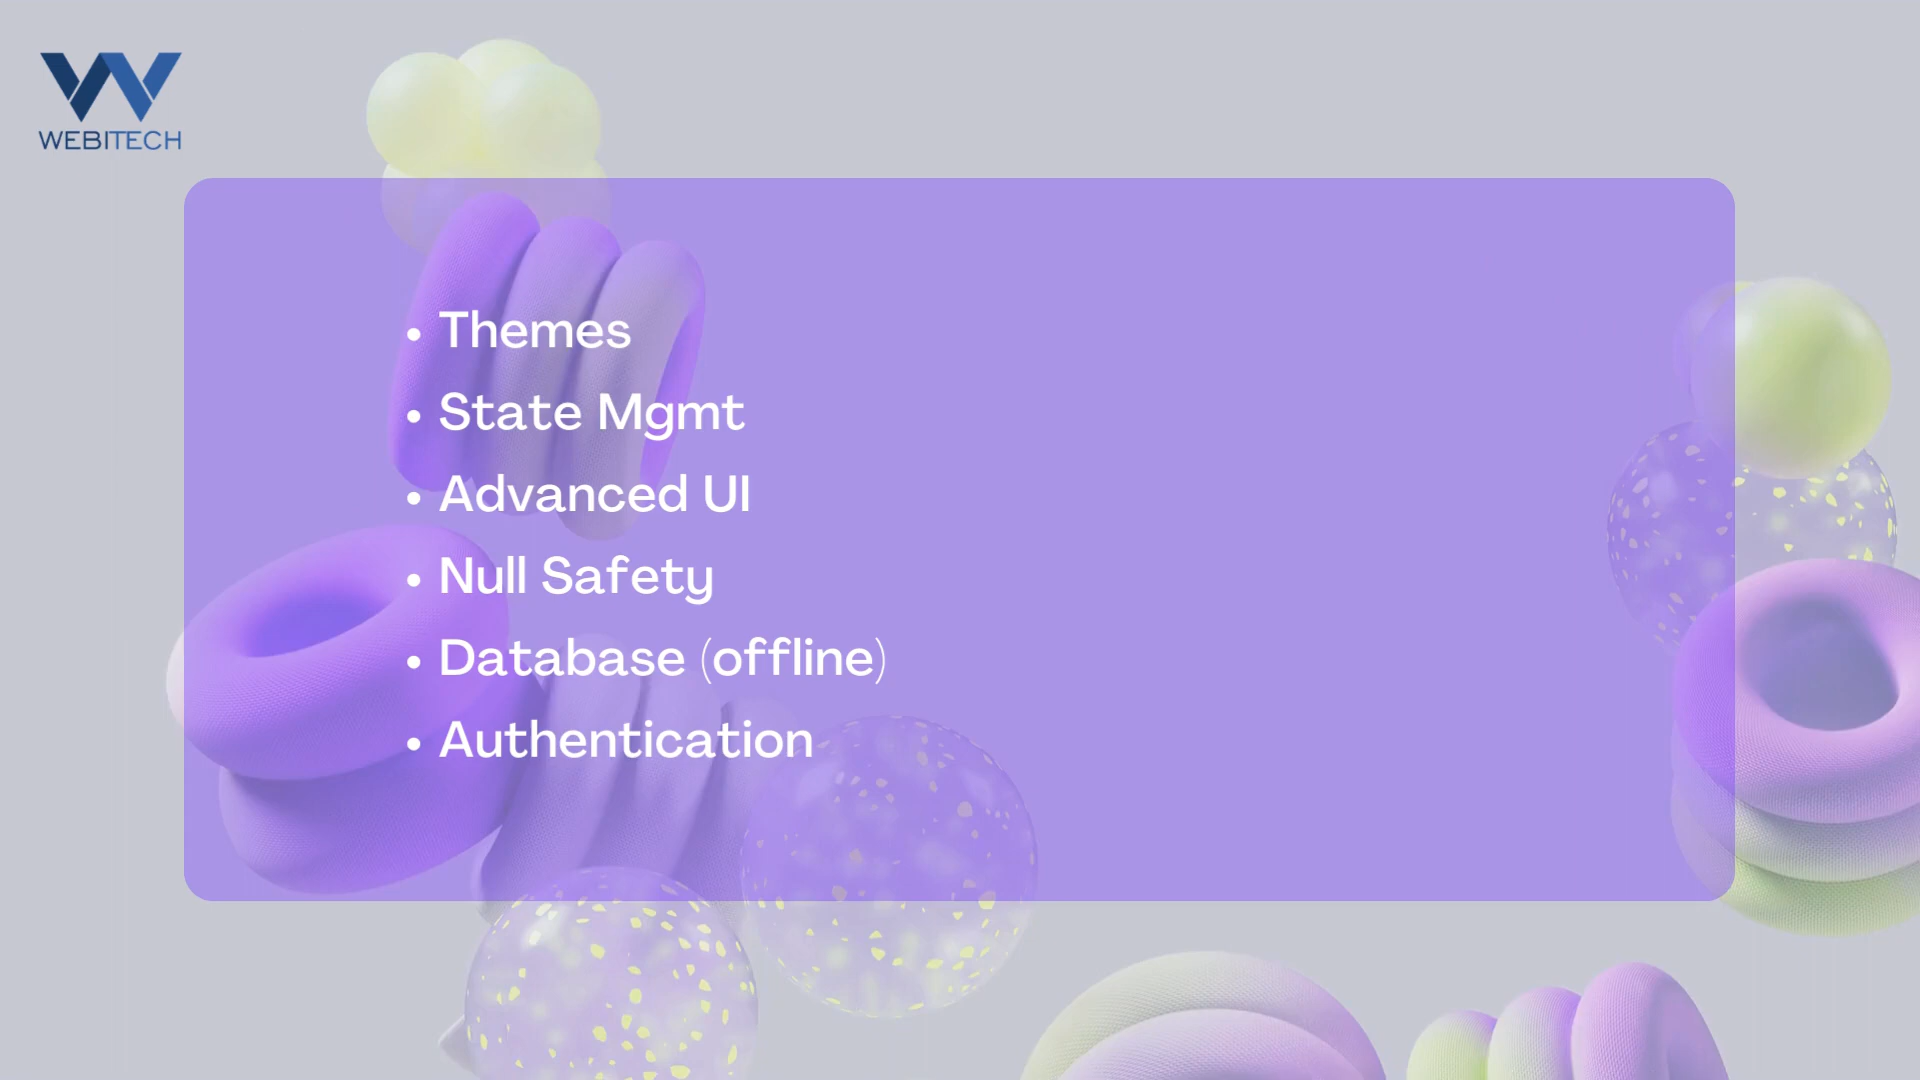 WEBITECH
• Themes
• State Mgmt
• Advanced UI
• Null Safety
• Database (offline)
• Authentication